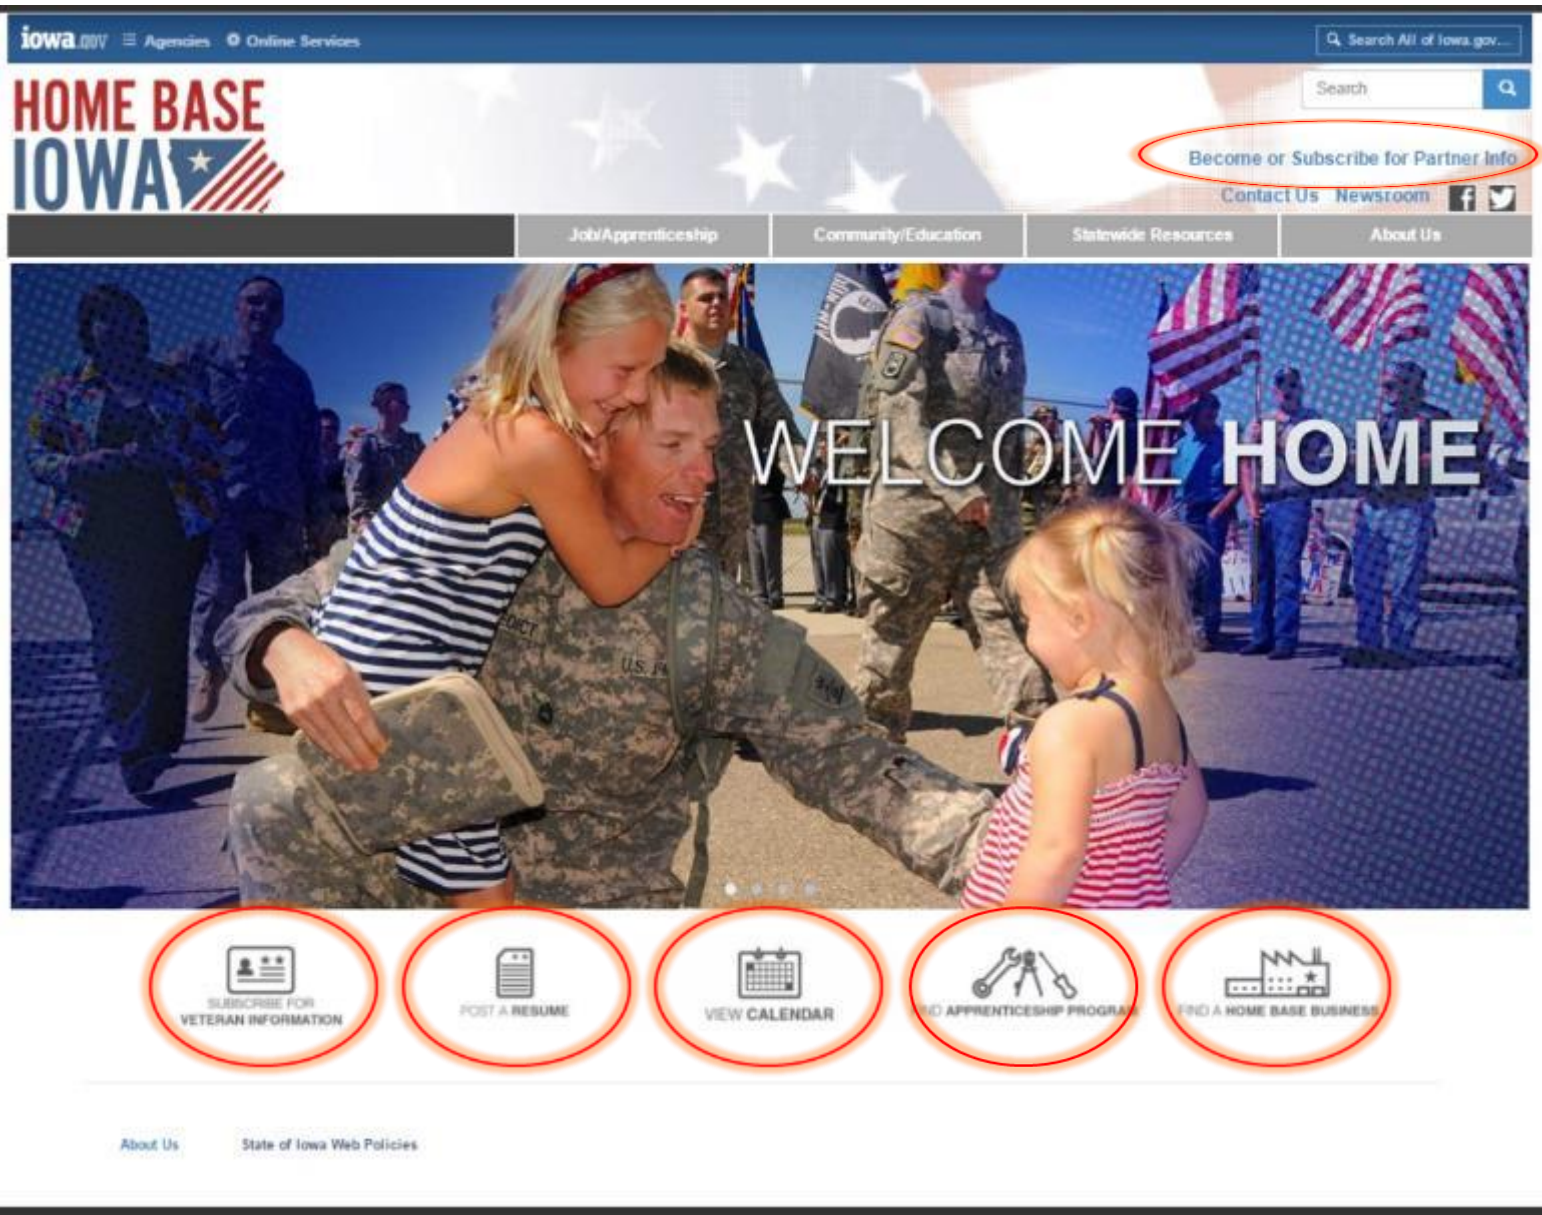 iowa.gov Agencies Online Services
Search All of Iowa.gov...
HOME BASE
IOWA
Search
Become or Subscribe for Partner Info
Contact Us Newsroom
Job/Apprenticeship Community/Education Statewide Resources About Us
WELCOME HOME
U.S.
SUBSCRIBE FOR
VETERAN INFORMATION
POST A RESUME
VIEW CALENDAR
FIND APPRENTICESHIP PROGRAM
FIND A HOME BASE BUSINESS
About Us State of Iowa Web Policies